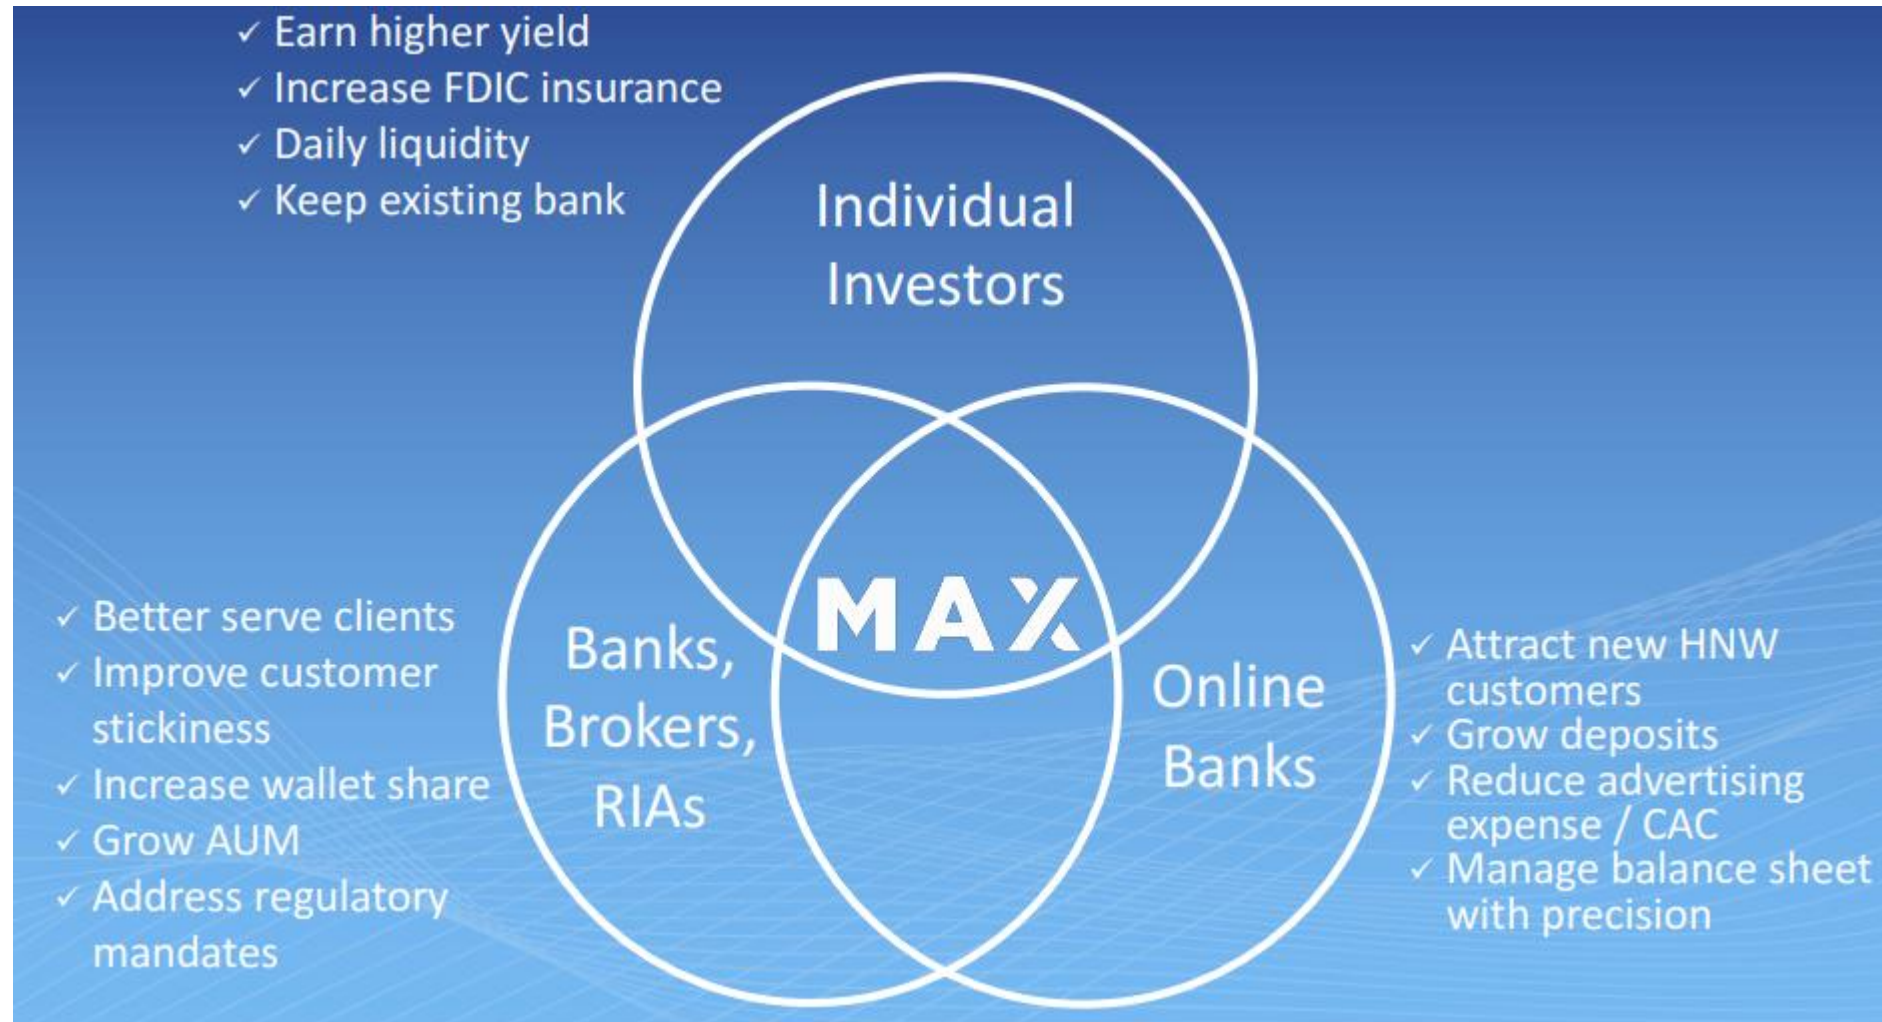 ✓ Earn higher yield
✓ Increase FDIC insurance
✓ Daily liquidity
✓ Keep existing bank
Individual
Investors
MAX
✓ Better serve clients
✓ Improve customer
stickiness
✓ Increase wallet share
✓ Grow AUM
✓ Address regulatory
mandates
Banks,
Brokers,
RIAs
Online
Banks
✓ Attract new HNW
customers
✓ Grow deposits
✓ Reduce advertising
expense / CAC
✓ Manage balance sheet
with precision